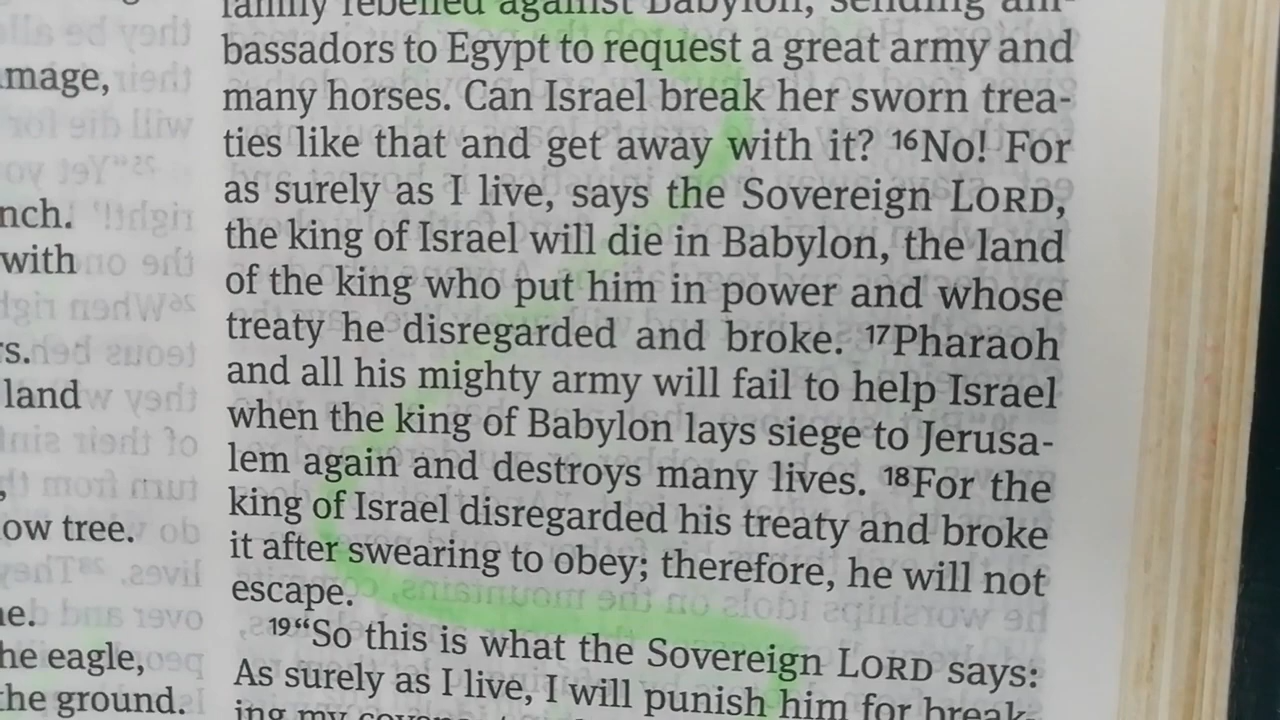 mage,
nch.
with
rs.
land
,
ow tree.
he eagle,
the ground.
family rebelled against Babylon, sending am-
bassadors to Egypt to request a great army and
many horses. Can Israel break her sworn trea-
ties like that and get away with it? ¹⁶No! For
as surely as I live, says the Sovereign LORD,
the king of Israel will die in Babylon, the land
of the king who put him in power and whose
treaty he disregarded and broke. ¹⁷Pharaoh
and all his mighty army will fail to help Israel
when the king of Babylon lays siege to Jerusa-
lem again and destroys many lives. ¹⁸For the
king of Israel disregarded his treaty and broke
it after swearing to obey; therefore, he will not
escape.
¹⁹“So this is what the Sovereign LORD says:
As surely as I live, I will punish him for break-
ing my